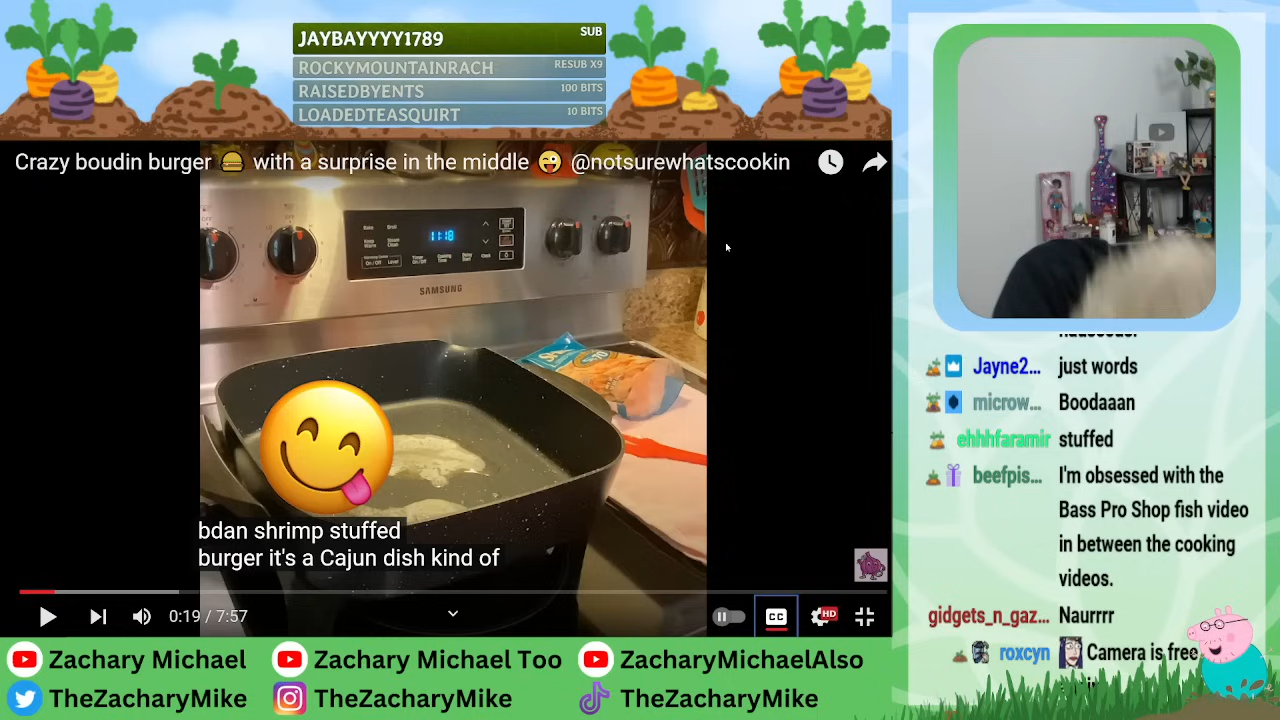 JAYBAYYYY1789 SUB
ROCKYMOUNTAINRACH RESUB X9
RAISEDBYENTS 100 BITS
LOADEDTEASQUIRT 10 BITS
Crazy boudin burger 🍔 with a surprise in the middle 😜 @notsurewhatscookin
11:18
SAMSUNG
bdan shrimp stuffed
burger it's a Cajun dish kind of
0:19 / 7:57
CC
HD
Jayne2... just words
microw... Boodaaan
ehhhfaramir stuffed
beefpis... I'm obsessed with the
Bass Pro Shop fish video
in between the cooking
videos.
gidgets_n_gaz... Naurrrr
roxcyn Camera is free
Zachary Michael
Zachary Michael Too
ZacharyMichaelAlso
TheZacharyMike
TheZacharyMike
TheZacharyMike